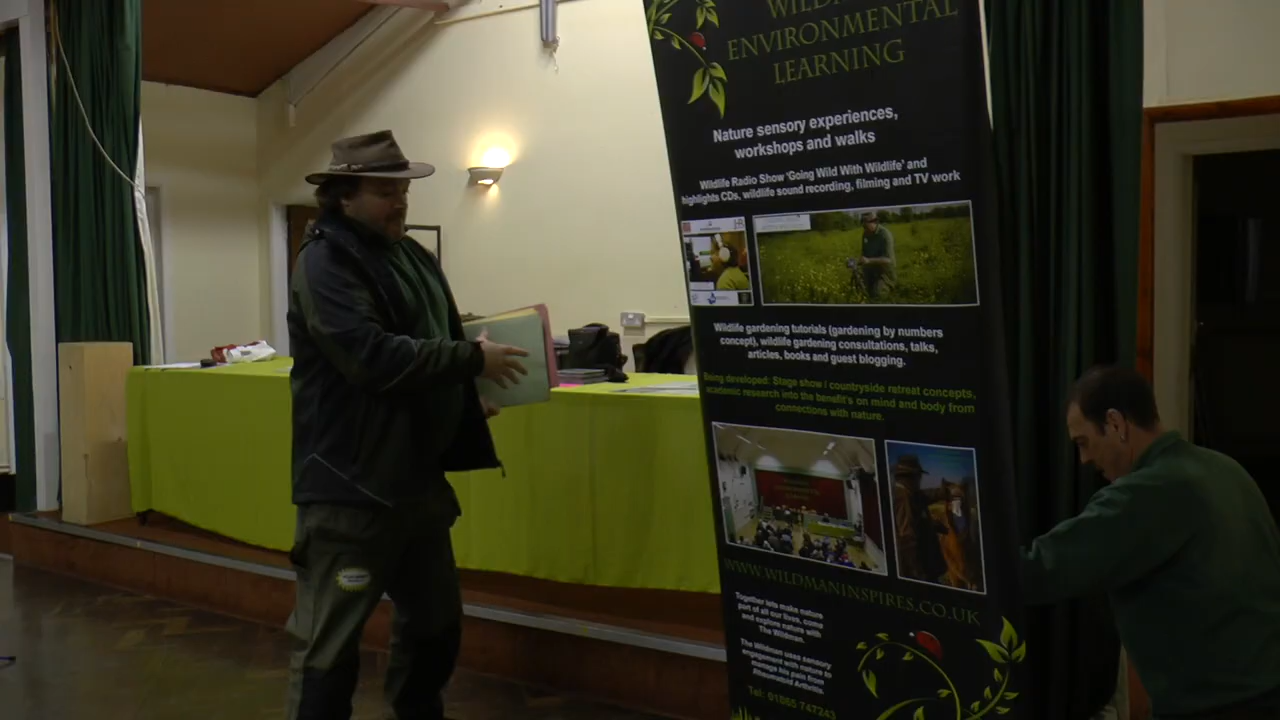 ENVIRONMENTAL
LEARNING
Nature sensory experiences,
workshops and walks
Wildlife Radio Show 'Going Wild With Wildlife' and
highlights CDs, wildlife sound recording, filming and TV work
Wildlife gardening tutorials (gardening by numbers
concept), wildlife gardening consultations, talks,
articles, books and guest blogging.
Being developed: Stage show / countryside retreat concepts,
academic research into the benefit's on mind and body from
connections with nature.
WWW.WILDMANINSPIRES.CO.UK
Together lets make nature
part of all our lives, come
and explore nature with
The Wildman.
The Wildman uses sensory
engagement with nature to
manage his pain from
Rheumatoid Arthritis.
Tel: 01865 747243